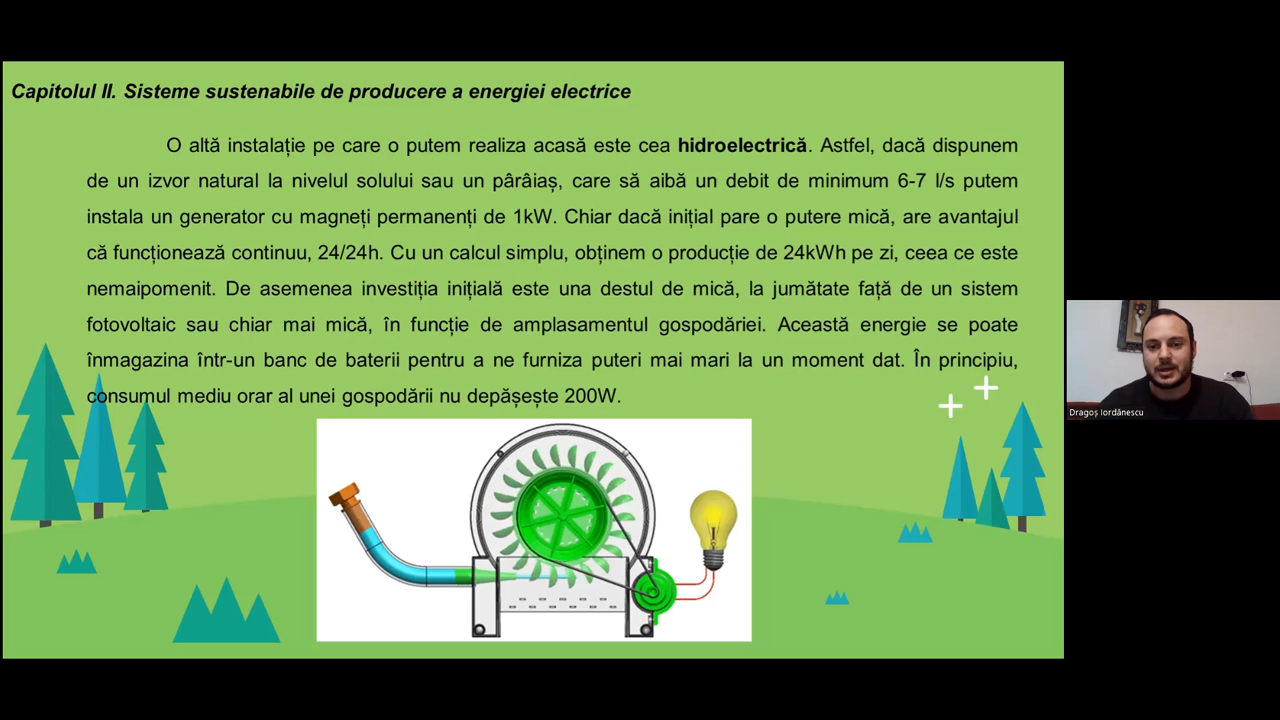 Capitolul II. Sisteme sustenabile de producere a energiei electrice
O altă instalație pe care o putem realiza acasă este cea hidroelectrică. Astfel, dacă dispunem
de un izvor natural la nivelul solului sau un pârâiaș, care să aibă un debit de minimum 6-7 l/s putem
instala un generator cu magneți permanenți de 1kW. Chiar dacă inițial pare o putere mică, are avantajul
că funcționează continuu, 24/24h. Cu un calcul simplu, obținem o producție de 24kWh pe zi, ceea ce este
nemaipomenit. De asemenea investiția inițială este una destul de mică, la jumătate față de un sistem
fotovoltaic sau chiar mai mică, în funcție de amplasamentul gospodăriei. Această energie se poate
înmagazina într-un banc de baterii pentru a ne furniza puteri mai mari la un moment dat. În principiu,
consumul mediu orar al unei gospodării nu depășește 200W.
Dragoș Iordănescu